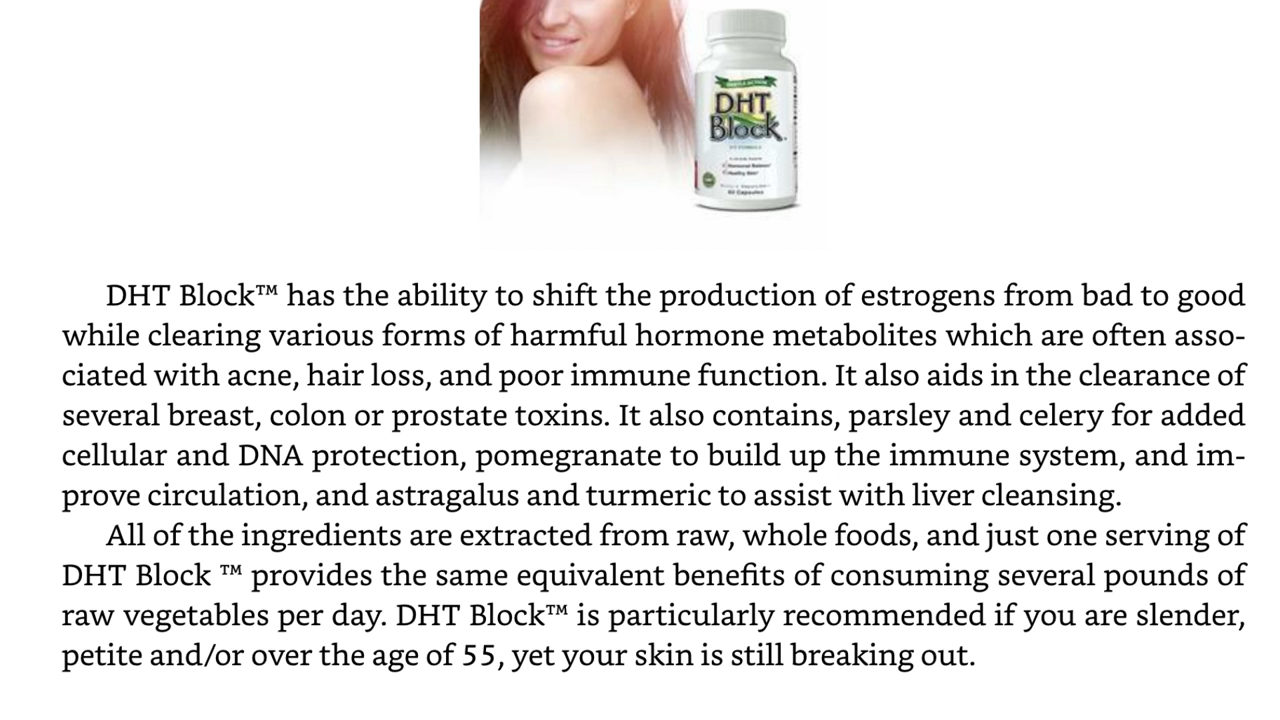 DHT
Block
60 Capsules
DHT Block™ has the ability to shift the production of estrogens from bad to good
while clearing various forms of harmful hormone metabolites which are often asso-
ciated with acne, hair loss, and poor immune function. It also aids in the clearance of
several breast, colon or prostate toxins. It also contains, parsley and celery for added
cellular and DNA protection, pomegranate to build up the immune system, and im-
prove circulation, and astragalus and turmeric to assist with liver cleansing.
All of the ingredients are extracted from raw, whole foods, and just one serving of
DHT Block ™ provides the same equivalent benefits of consuming several pounds of
raw vegetables per day. DHT Block™ is particularly recommended if you are slender,
petite and/or over the age of 55, yet your skin is still breaking out.